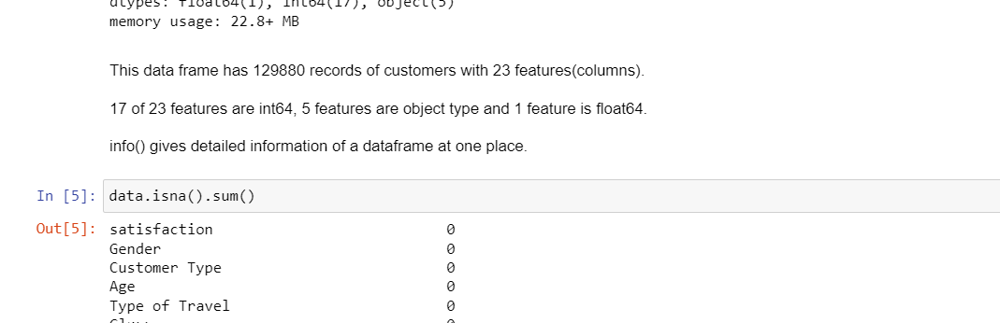 dtypes: float64(1), int64(17), object(5)
memory usage: 22.8+ MB
This data frame has 129880 records of customers with 23 features(columns).
17 of 23 features are int64, 5 features are object type and 1 feature is float64.
info() gives detailed information of a dataframe at one place.
In [5]: data.isna().sum()
Out[5]: satisfaction 0
Gender 0
Customer Type 0
Age 0
Type of Travel 0